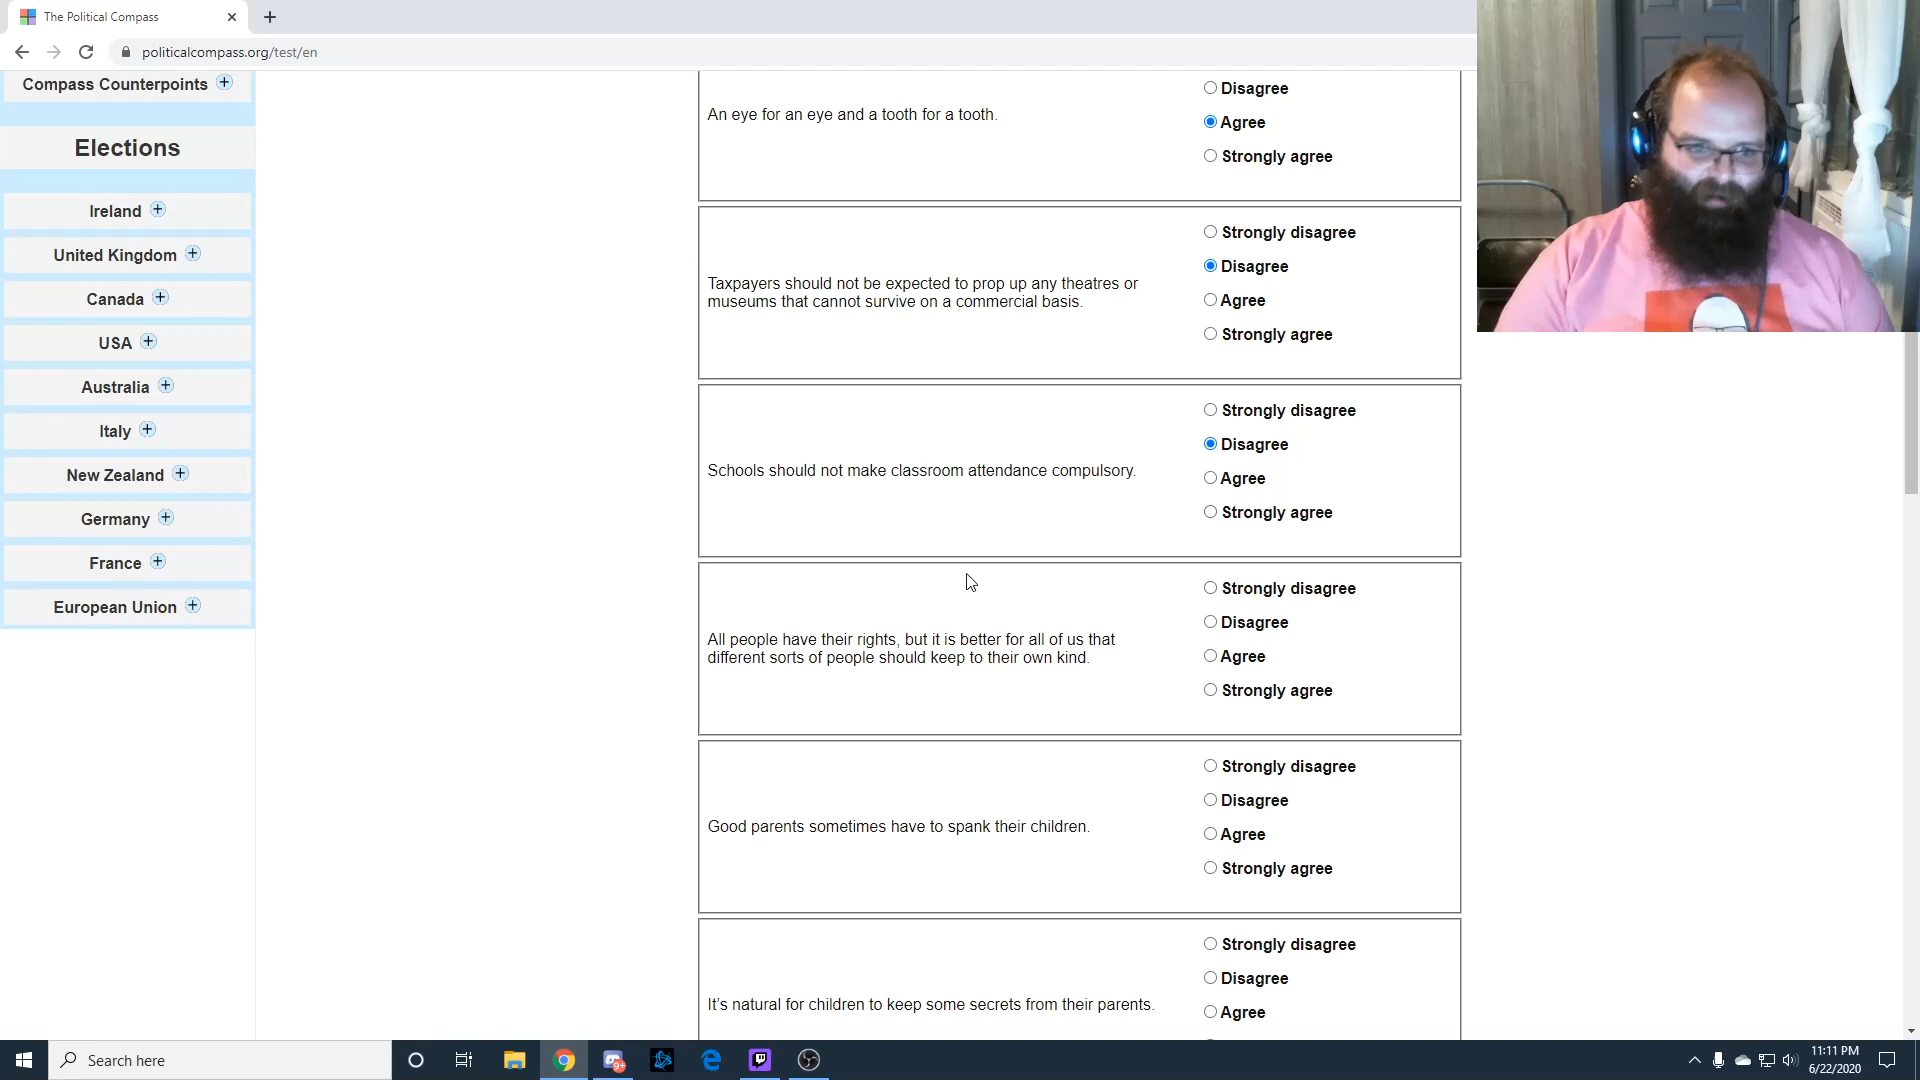 The Political Compass
politicalcompass.org/test/en
Compass Counterpoints
Elections
Ireland
United Kingdom
Canada
USA
Australia
Italy
New Zealand
Germany
France
European Union
An eye for an eye and a tooth for a tooth.
Disagree
Agree
Strongly agree
Taxpayers should not be expected to prop up any theatres or
museums that cannot survive on a commercial basis.
Strongly disagree
Disagree
Agree
Strongly agree
Schools should not make classroom attendance compulsory.
Strongly disagree
Disagree
Agree
Strongly agree
All people have their rights, but it is better for all of us that
different sorts of people should keep to their own kind.
Strongly disagree
Disagree
Agree
Strongly agree
Good parents sometimes have to spank their children.
Strongly disagree
Disagree
Agree
Strongly agree
It’s natural for children to keep some secrets from their parents.
Strongly disagree
Disagree
Agree
Search here
9+
11:11 PM
6/22/2020